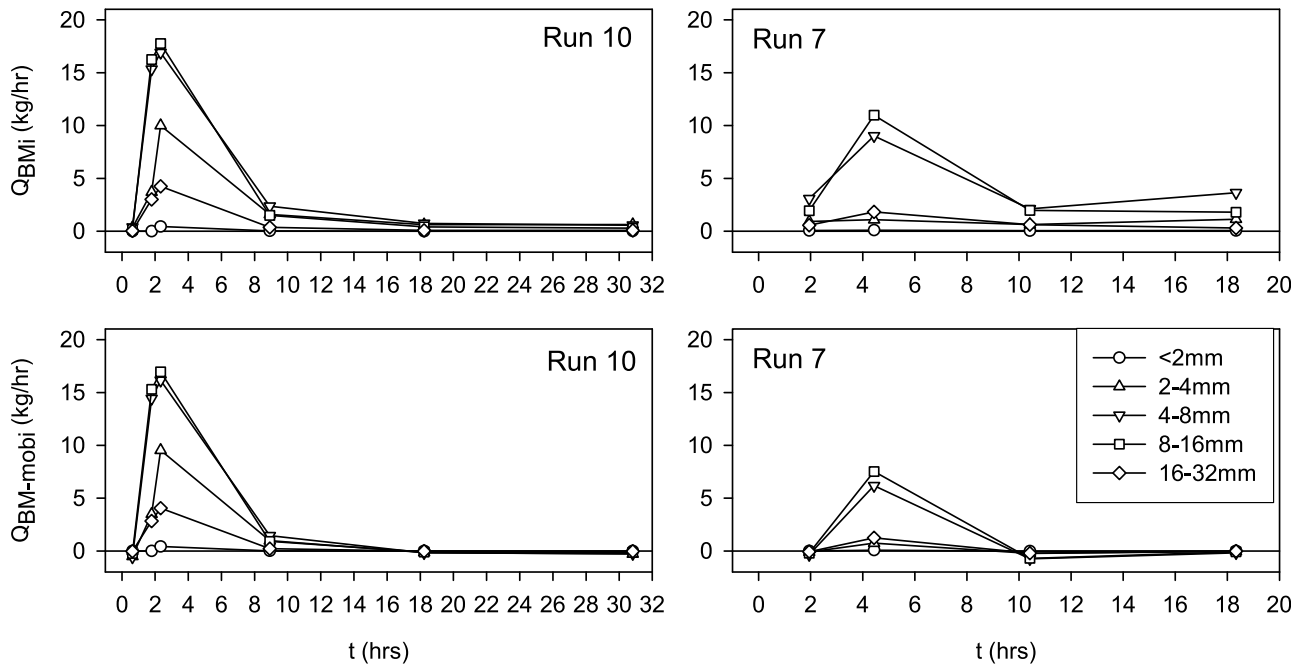 Q_BMi (kg/hr)
20
15
10
5
0
Run 10
0 2 4 6 8 10 12 14 16 18 20 22 24 26 28 30 32
20
15
10
5
0
Run 7
0 2 4 6 8 10 12 14 16 18 20
Q_BM-mobi (kg/hr)
20
15
10
5
0
Run 10
0 2 4 6 8 10 12 14 16 18 20 22 24 26 28 30 32
t (hrs)
20
15
10
5
0
Run 7
<2mm
2-4mm
4-8mm
8-16mm
16-32mm
0 2 4 6 8 10 12 14 16 18 20
t (hrs)